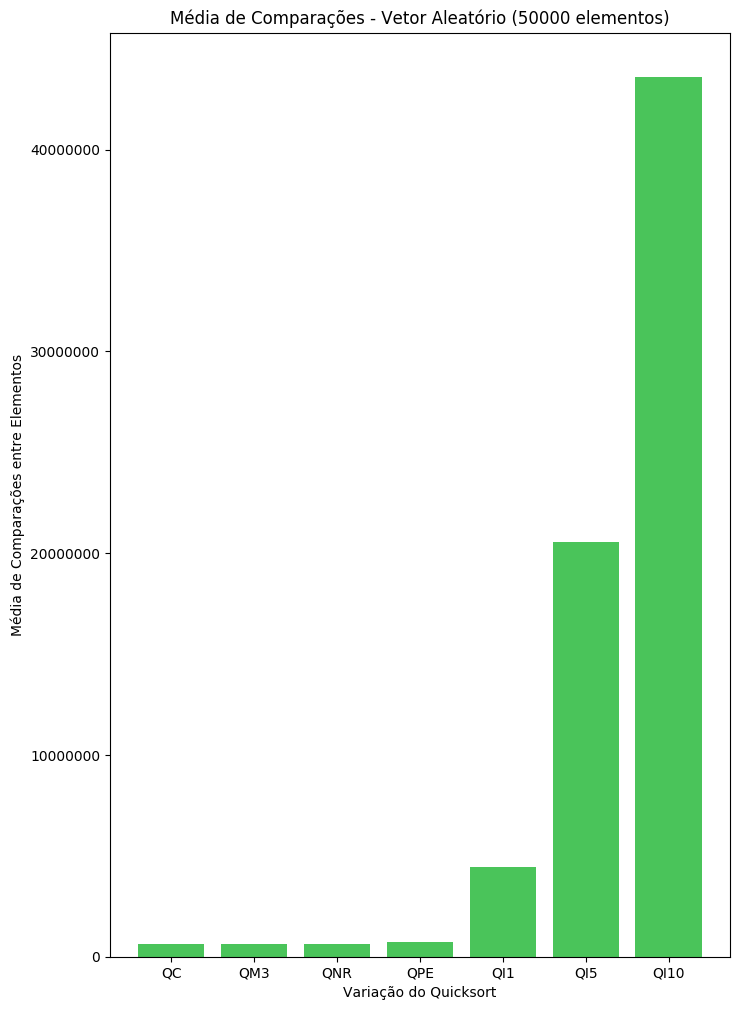 Média de Comparações - Vetor Aleatório (50000 elementos)
Média de Comparações entre Elementos
40000000
30000000
20000000
10000000
0
QC QM3 QNR QPE QI1 QI5 QI10
Variação do Quicksort